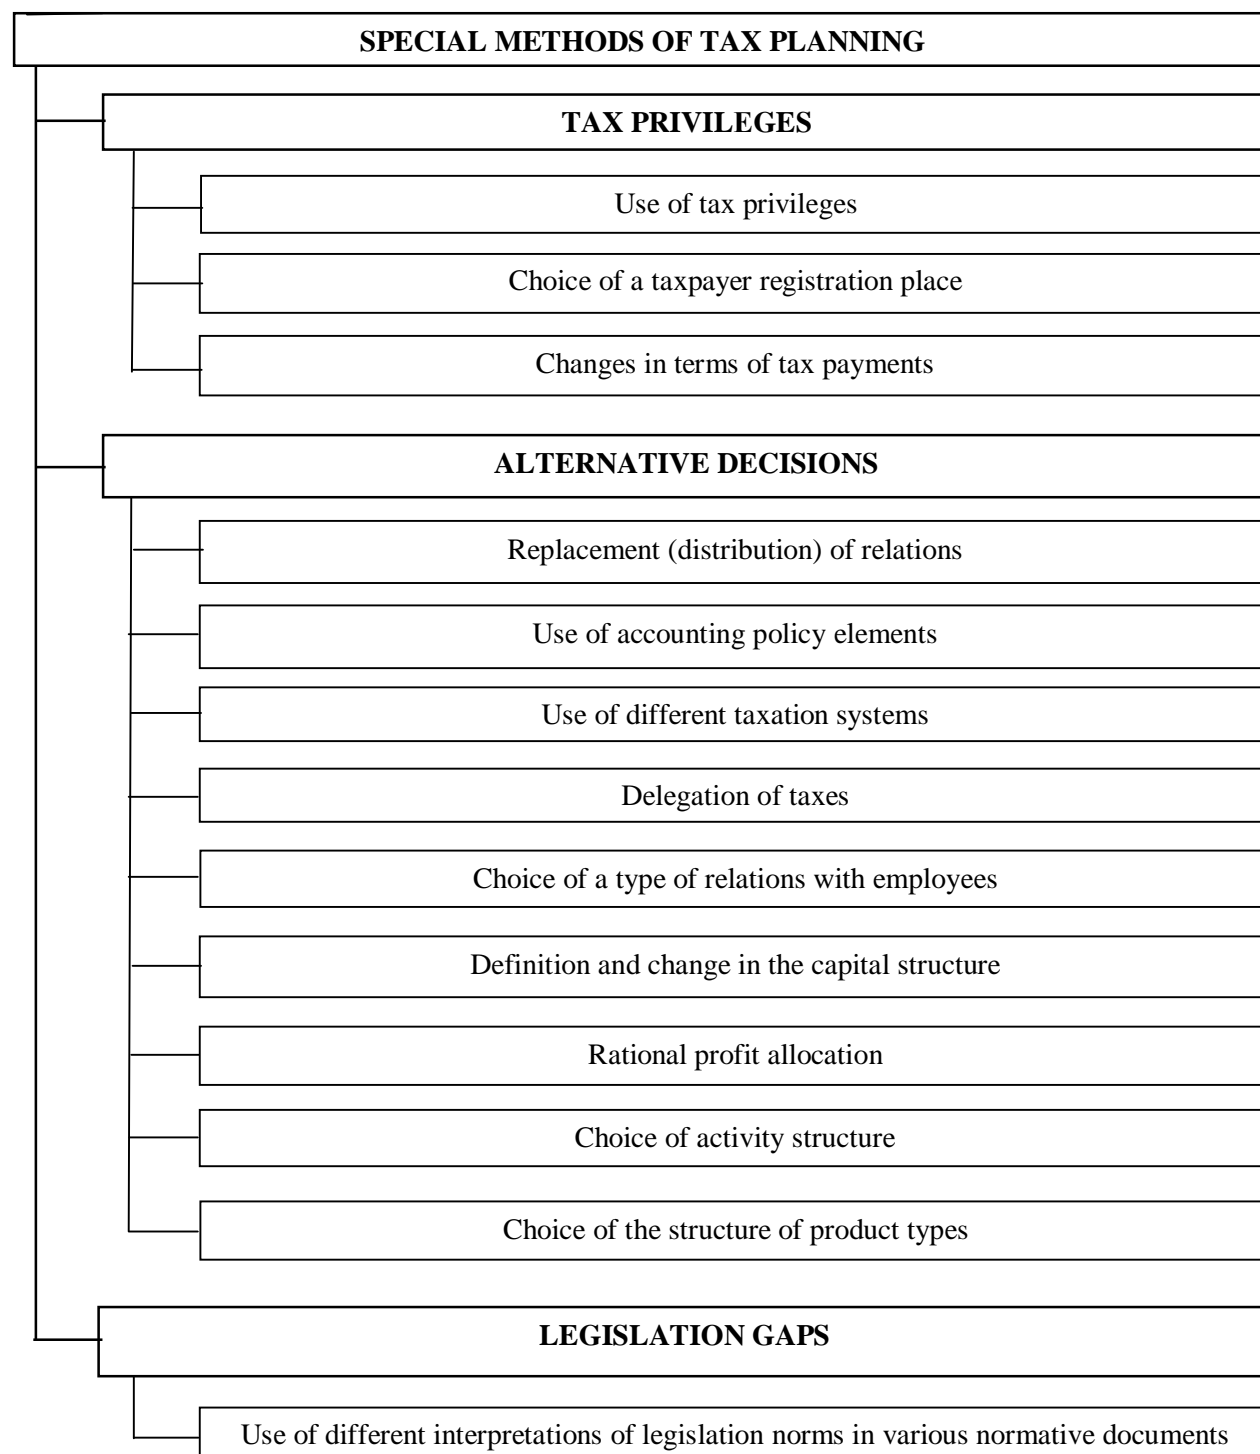 SPECIAL METHODS OF TAX PLANNING
TAX PRIVILEGES
Use of tax privileges
Choice of a taxpayer registration place
Changes in terms of tax payments
ALTERNATIVE DECISIONS
Replacement (distribution) of relations
Use of accounting policy elements
Use of different taxation systems
Delegation of taxes
Choice of a type of relations with employees
Definition and change in the capital structure
Rational profit allocation
Choice of activity structure
Choice of the structure of product types
LEGISLATION GAPS
Use of different interpretations of legislation norms in various normative documents